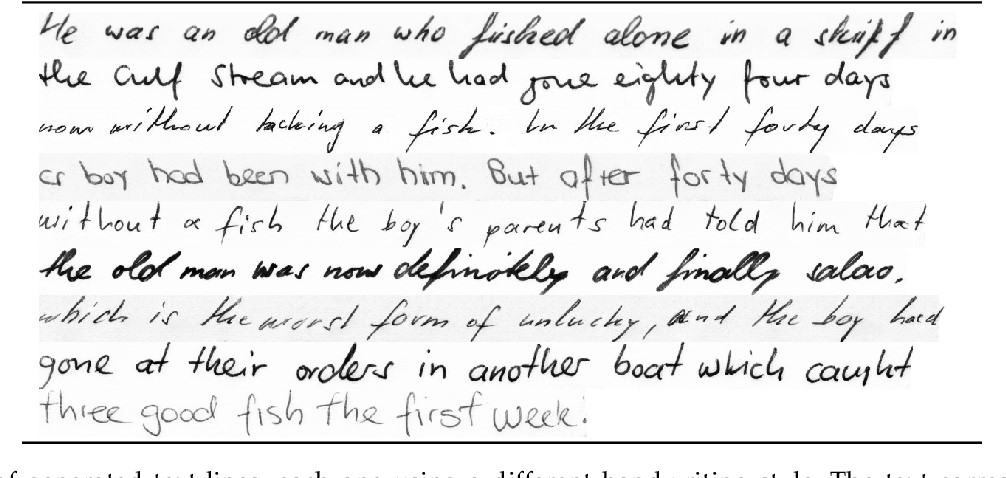 He was an old man who fished alone in a skiff in
the Gulf Stream and he had gone eighty four days
now without taking a fish. In the first forty days
a boy had been with him. But after forty days
without a fish the boy's parents had told him that
the old man was now definitely and finally salao,
which is the worst form of unlucky, and the boy had
gone at their orders in another boat which caught
three good fish the first week.
of generated text lines, each one using a different handwriting style. The text